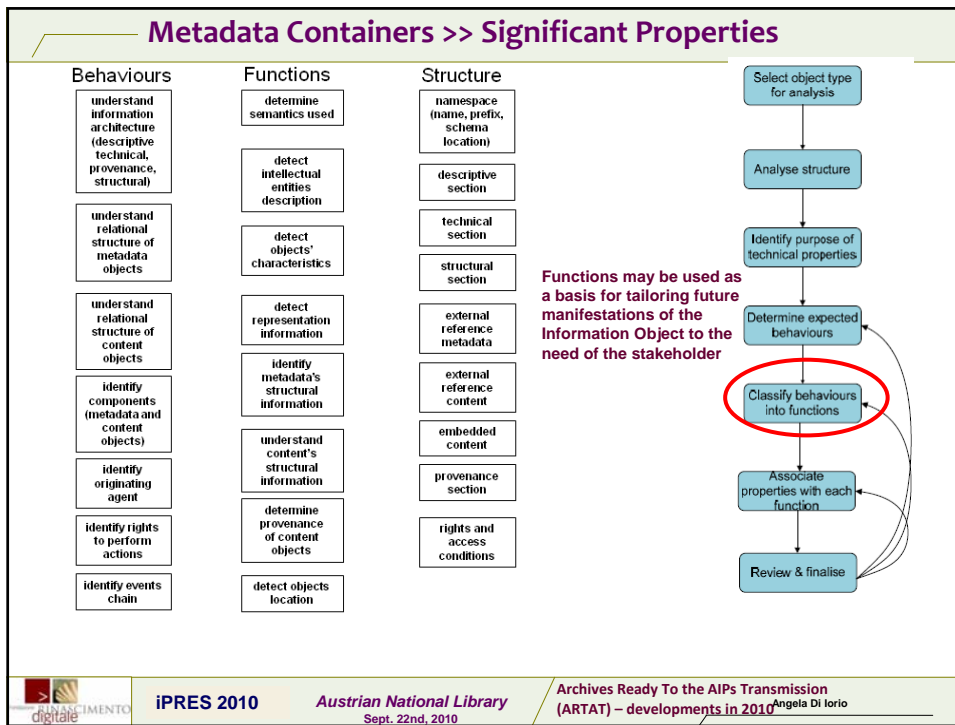 Metadata Containers >> Significant Properties
Behaviours
understand
information
architecture
(descriptive
technical,
provenance,
structural)
understand
relational
structure of
metadata
objects
understand
relational
structure of
content
objects
identify
components
(metadata and
content
objects)
identify
originating
agent
identify rights
to perform
actions
identify events
chain
Functions
determine
semantics used
detect
intellectual
entities
description
detect
objects'
characteristics
detect
representation
information
identify
metadata's
structural
information
understand
content's
structural
information
determine
provenance
of content
objects
detect objects
location
Structure
namespace
(name, prefix,
schema
location)
descriptive
section
technical
section
structural
section
external
reference
metadata
external
reference
content
embedded
content
provenance
section
rights and
access
conditions
Functions may be used as
a basis for tailoring future
manifestations of the
Information Object to the
need of the stakeholder
Select object type
for analysis
Analyse structure
Identify purpose of
technical properties
Determine expected
behaviours
Classify behaviours
into functions
Associate
properties with each
function
Review & finalise
RINASCIMENTO
digitale
iPRES 2010
Austrian National Library
Sept. 22nd, 2010
Archives Ready To the AIPs Transmission
(ARTAT) – developments in 2010
Angela Di Iorio